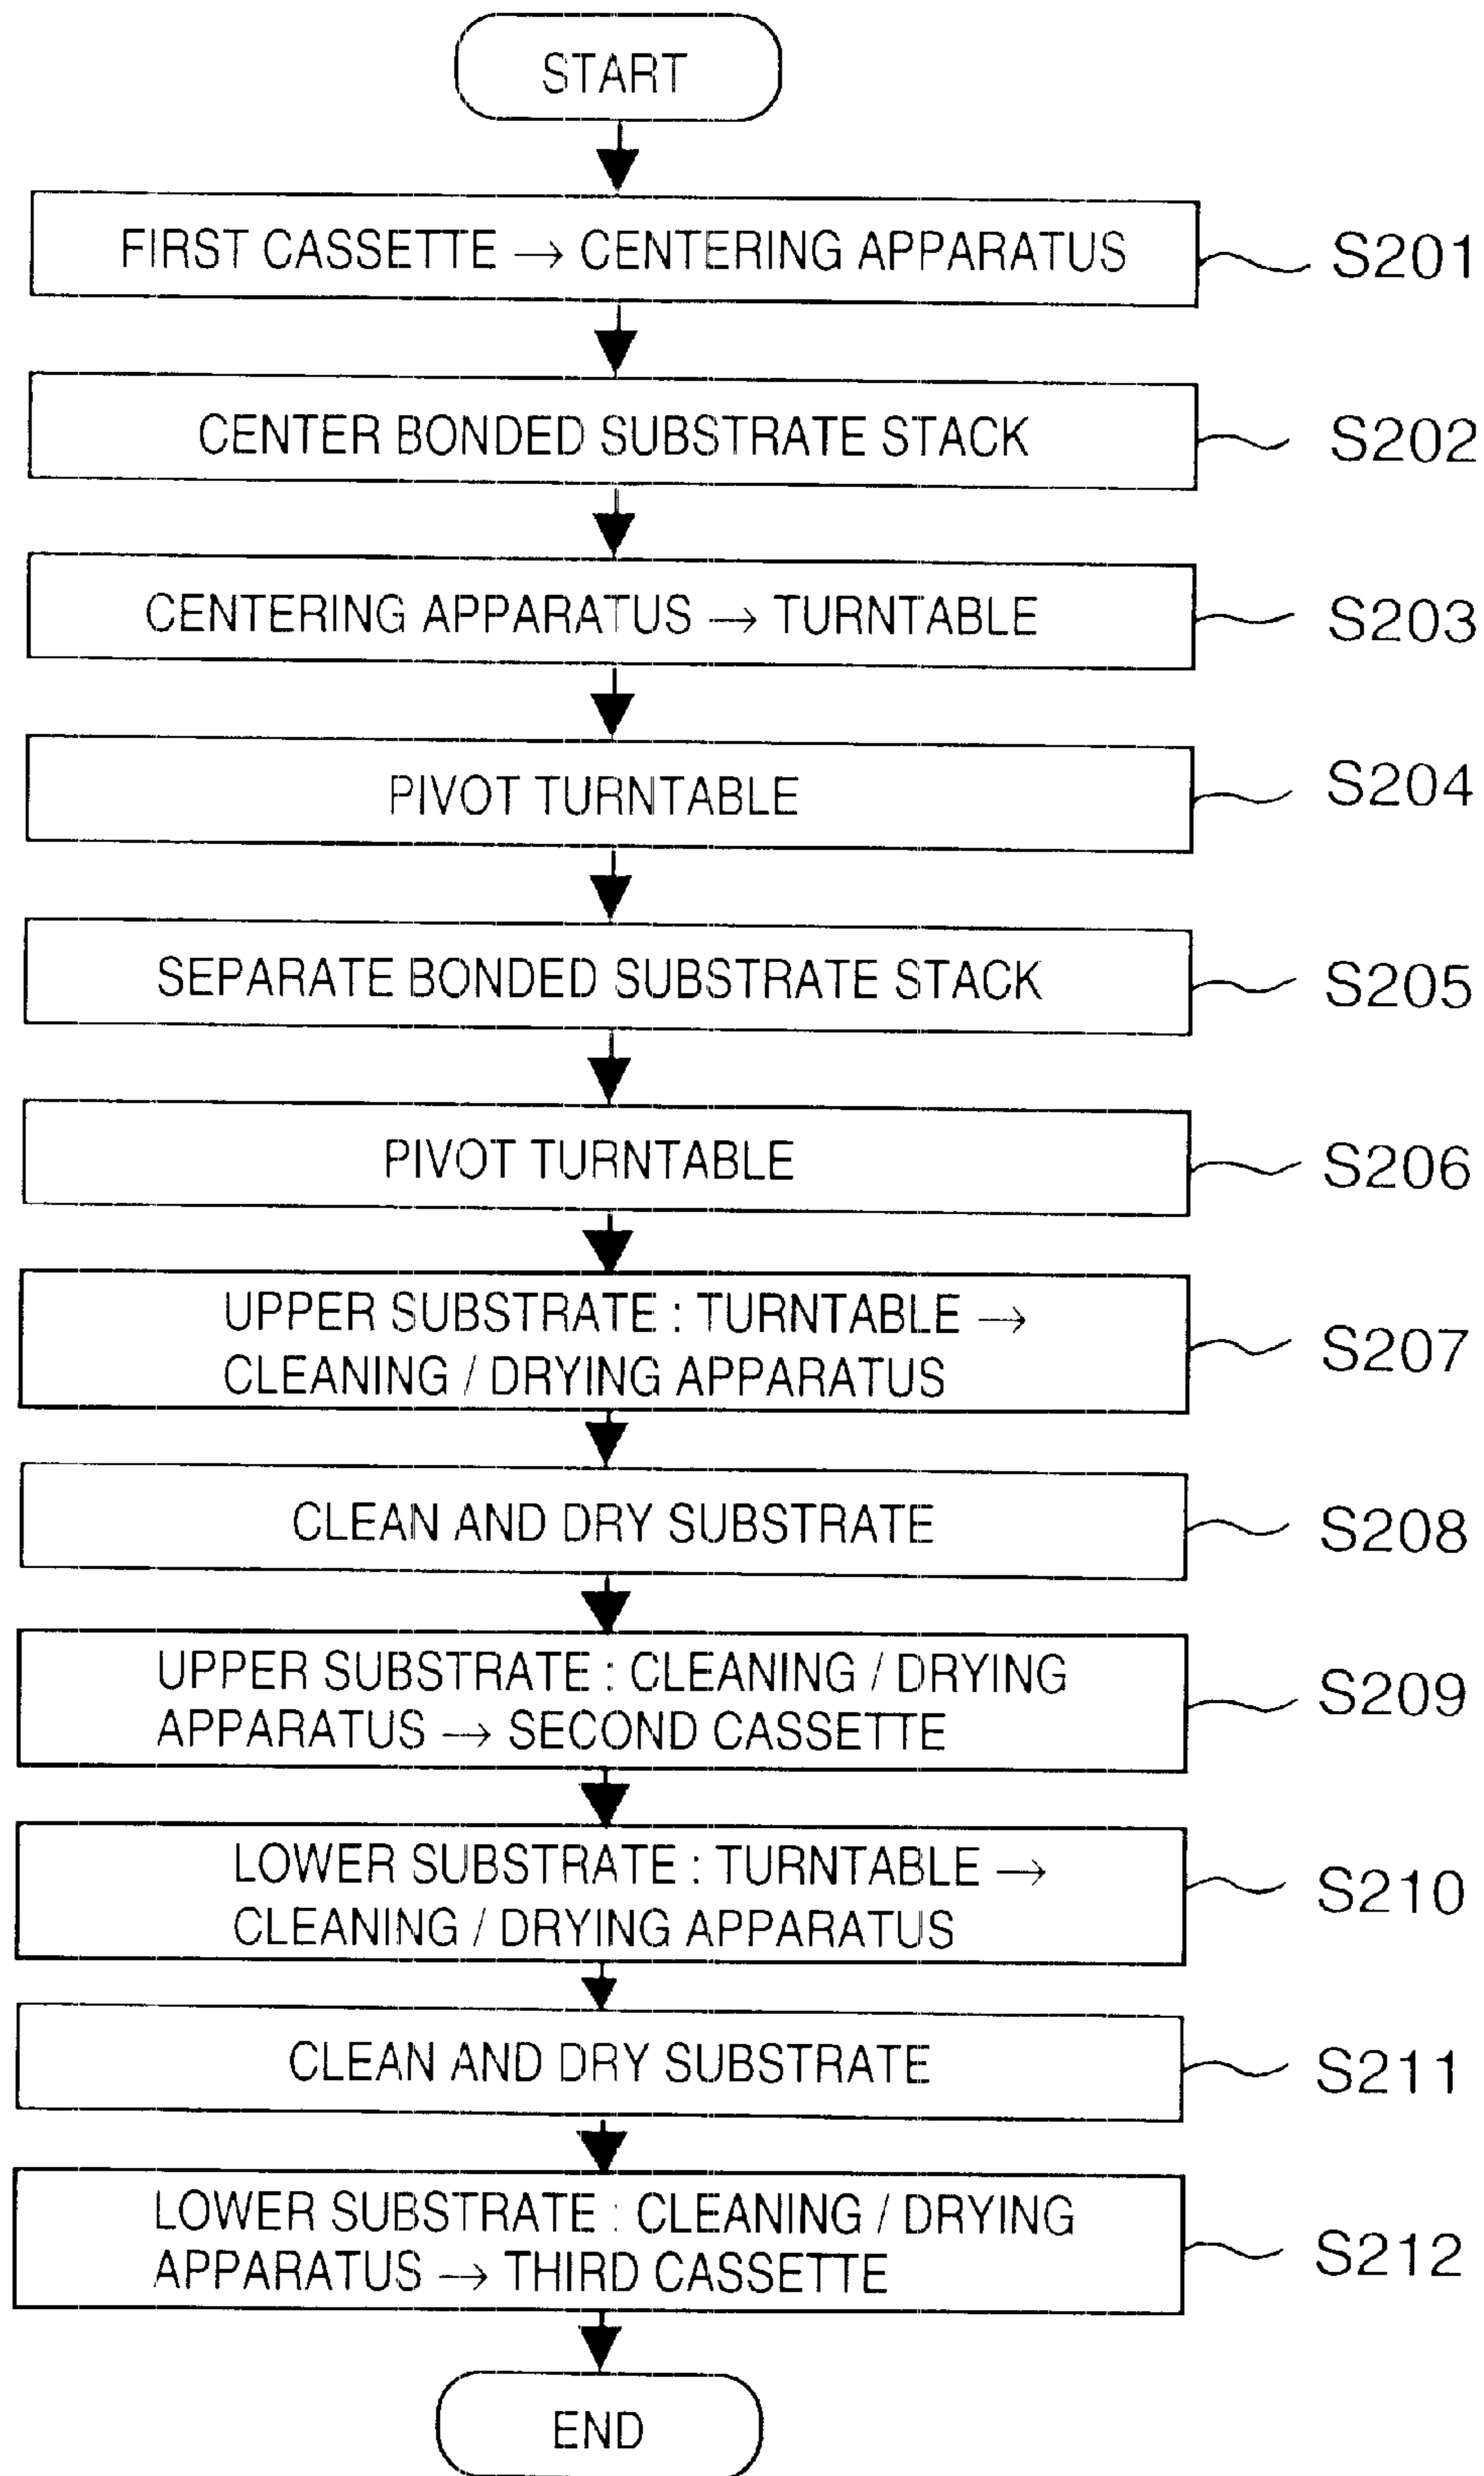 START
FIRST CASSETTE → CENTERING APPARATUS
S201
CENTER BONDED SUBSTRATE STACK
S202
CENTERING APPARATUS → TURNTABLE
S203
PIVOT TURNTABLE
S204
SEPARATE BONDED SUBSTRATE STACK
S205
PIVOT TURNTABLE
S206
UPPER SUBSTRATE : TURNTABLE →
CLEANING / DRYING APPARATUS
S207
CLEAN AND DRY SUBSTRATE
S208
UPPER SUBSTRATE : CLEANING / DRYING
APPARATUS → SECOND CASSETTE
S209
LOWER SUBSTRATE : TURNTABLE →
CLEANING / DRYING APPARATUS
S210
CLEAN AND DRY SUBSTRATE
S211
LOWER SUBSTRATE : CLEANING / DRYING
APPARATUS → THIRD CASSETTE
S212
END